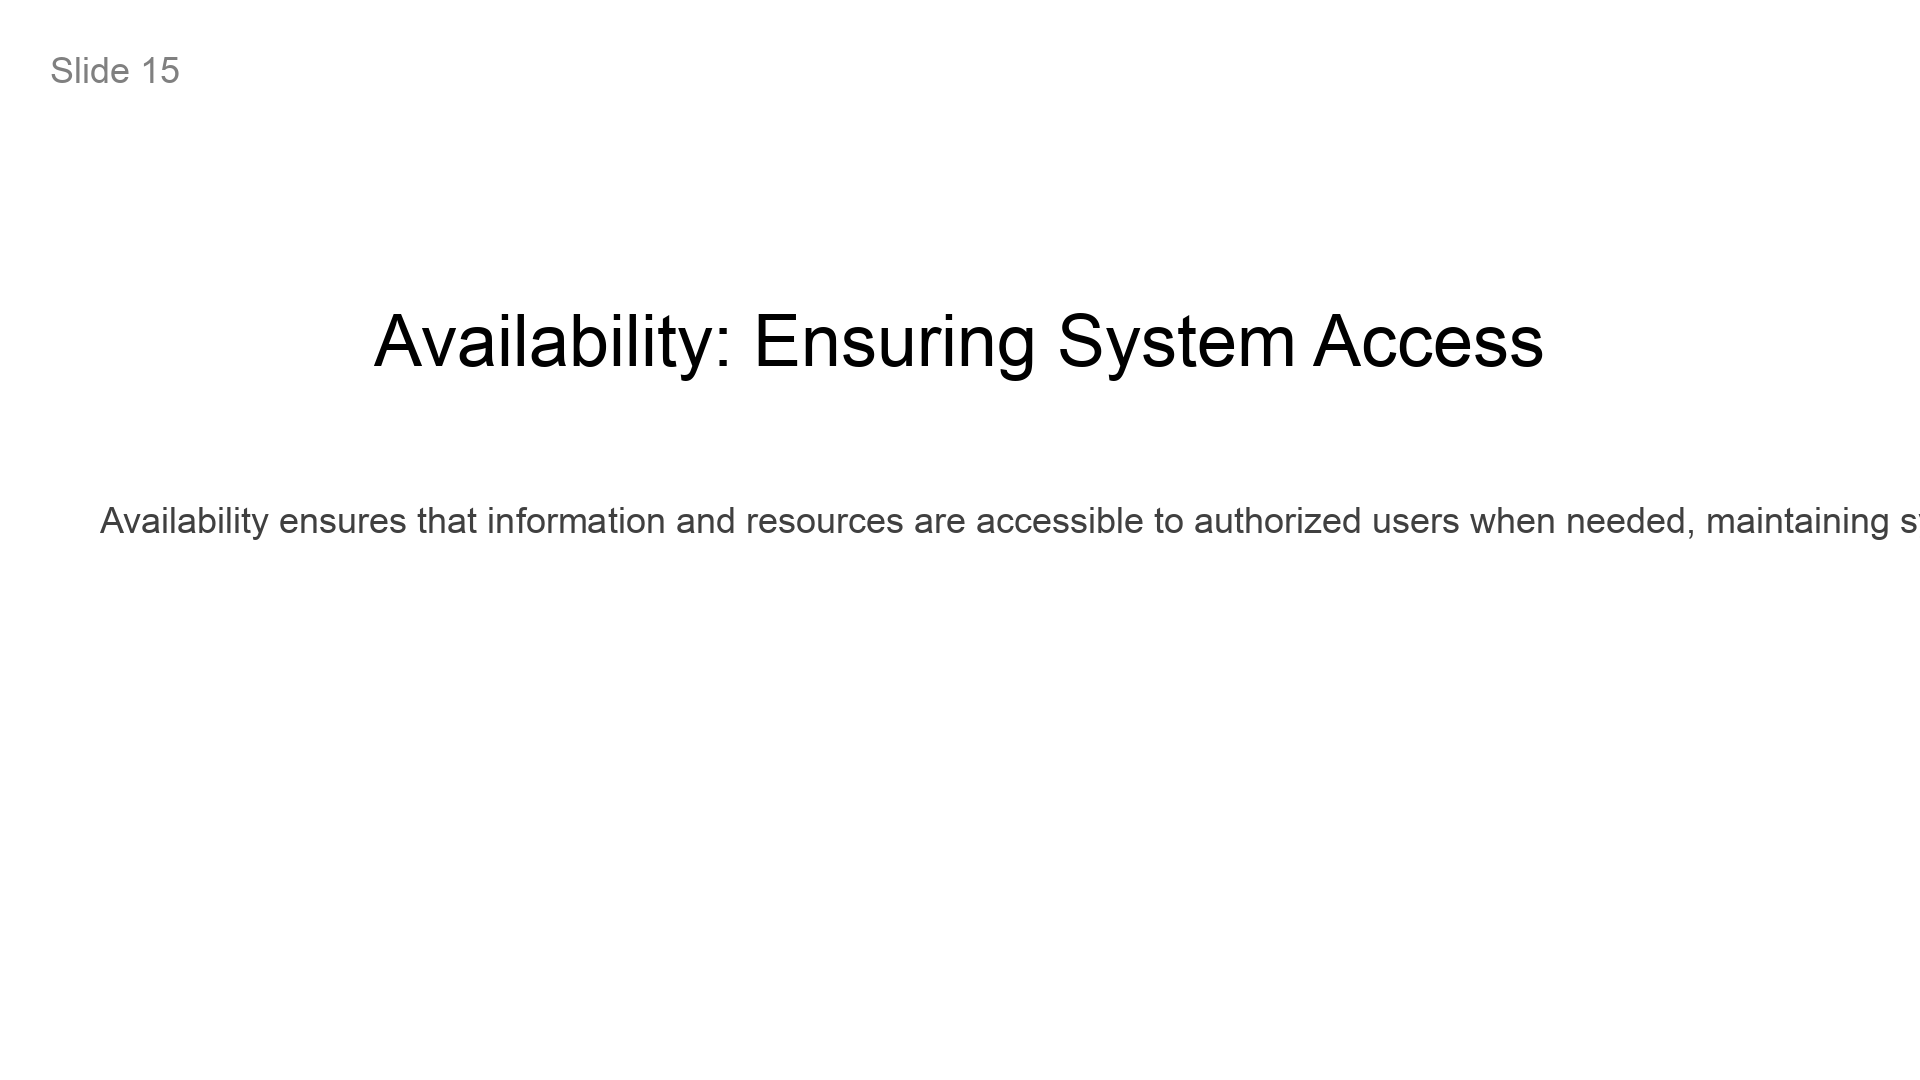 Slide 15
Availability: Ensuring System Access
Availability ensures that information and resources are accessible to authorized users when needed, maintaining